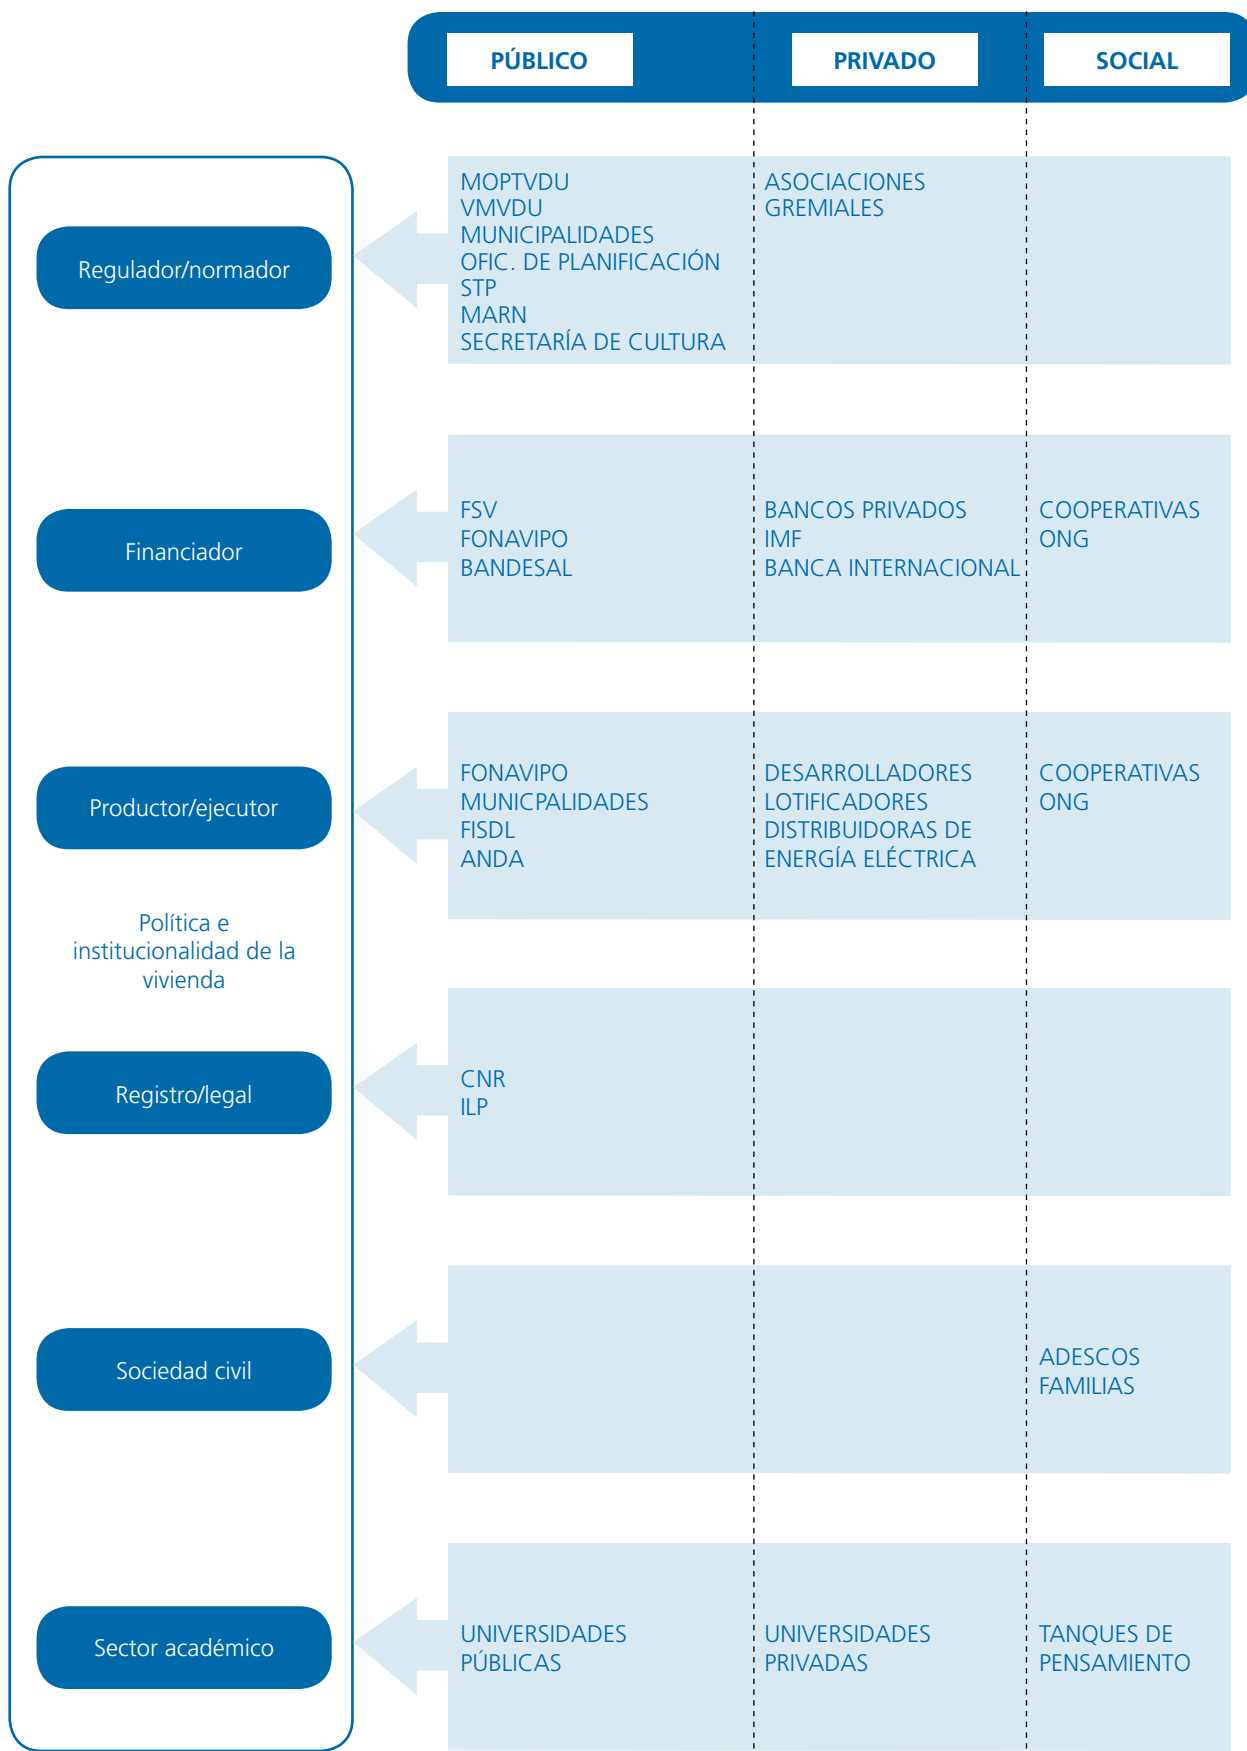 PÚBLICO
PRIVADO
SOCIAL
Regulador/normador
MOPTVDU
VMVDU
MUNICIPALIDADES
OFIC. DE PLANIFICACIÓN
STP
MARN
SECRETARÍA DE CULTURA
ASOCIACIONES
GREMIALES
Financiador
FSV
FONAVIPO
BANDESAL
BANCOS PRIVADOS
IMF
BANCA INTERNACIONAL
COOPERATIVAS
ONG
Productor/ejecutor
FONAVIPO
MUNICPALIDADES
FISDL
ANDA
DESARROLLADORES
LOTIFICADORES
DISTRIBUIDORAS DE
ENERGÍA ELÉCTRICA
COOPERATIVAS
ONG
Política e
institucionalidad de la
vivienda
Registro/legal
CNR
ILP
Sociedad civil
ADESCOS
FAMILIAS
Sector académico
UNIVERSIDADES
PÚBLICAS
UNIVERSIDADES
PRIVADAS
TANQUES DE
PENSAMIENTO